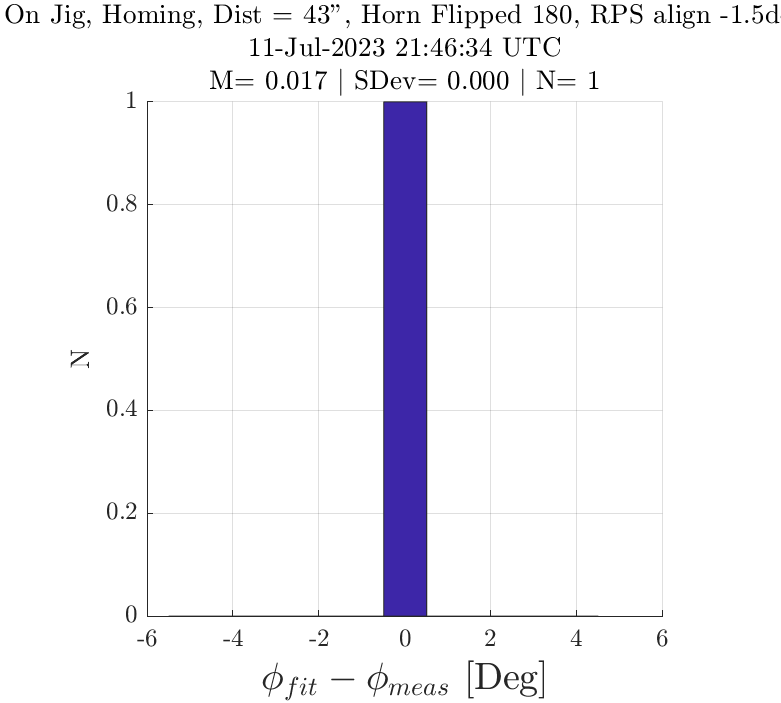 On Jig, Homing, Dist = 43", Horn Flipped 180, RPS align -1.5d
11-Jul-2023 21:46:34 UTC
M= 0.017 | SDev= 0.000 | N= 1
1
0.8
0.6
0.4
0.2
0
N
-6 -4 -2 0 2 4 6
ϕfit − ϕmeas [Deg]